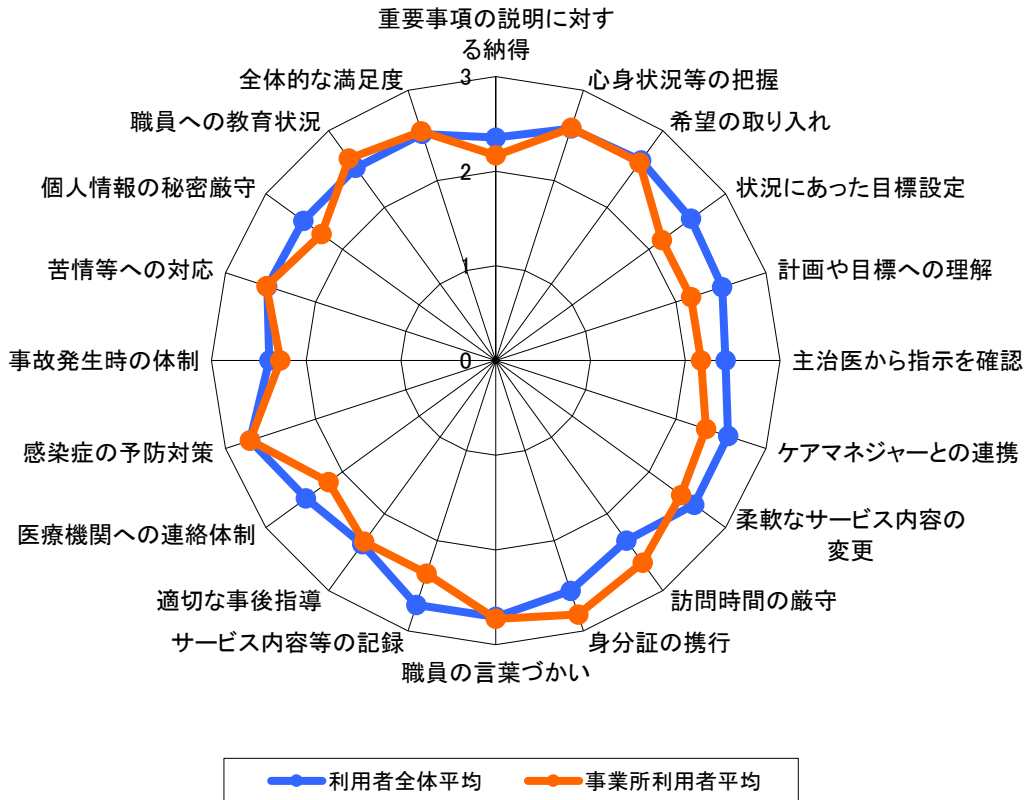 重要事項の説明に対す
る納得
心身状況等の把握
希望の取り入れ
状況にあった目標設定
計画や目標への理解
主治医から指示を確認
ケアマネジャーとの連携
柔軟なサービス内容の
変更
訪問時間の厳守
身分証の携行
職員の言葉づかい
サービス内容等の記録
適切な事後指導
医療機関への連絡体制
感染症の予防対策
事故発生時の体制
苦情等への対応
個人情報の秘密厳守
職員への教育状況
全体的な満足度
3
2
1
0
利用者全体平均
事業所利用者平均